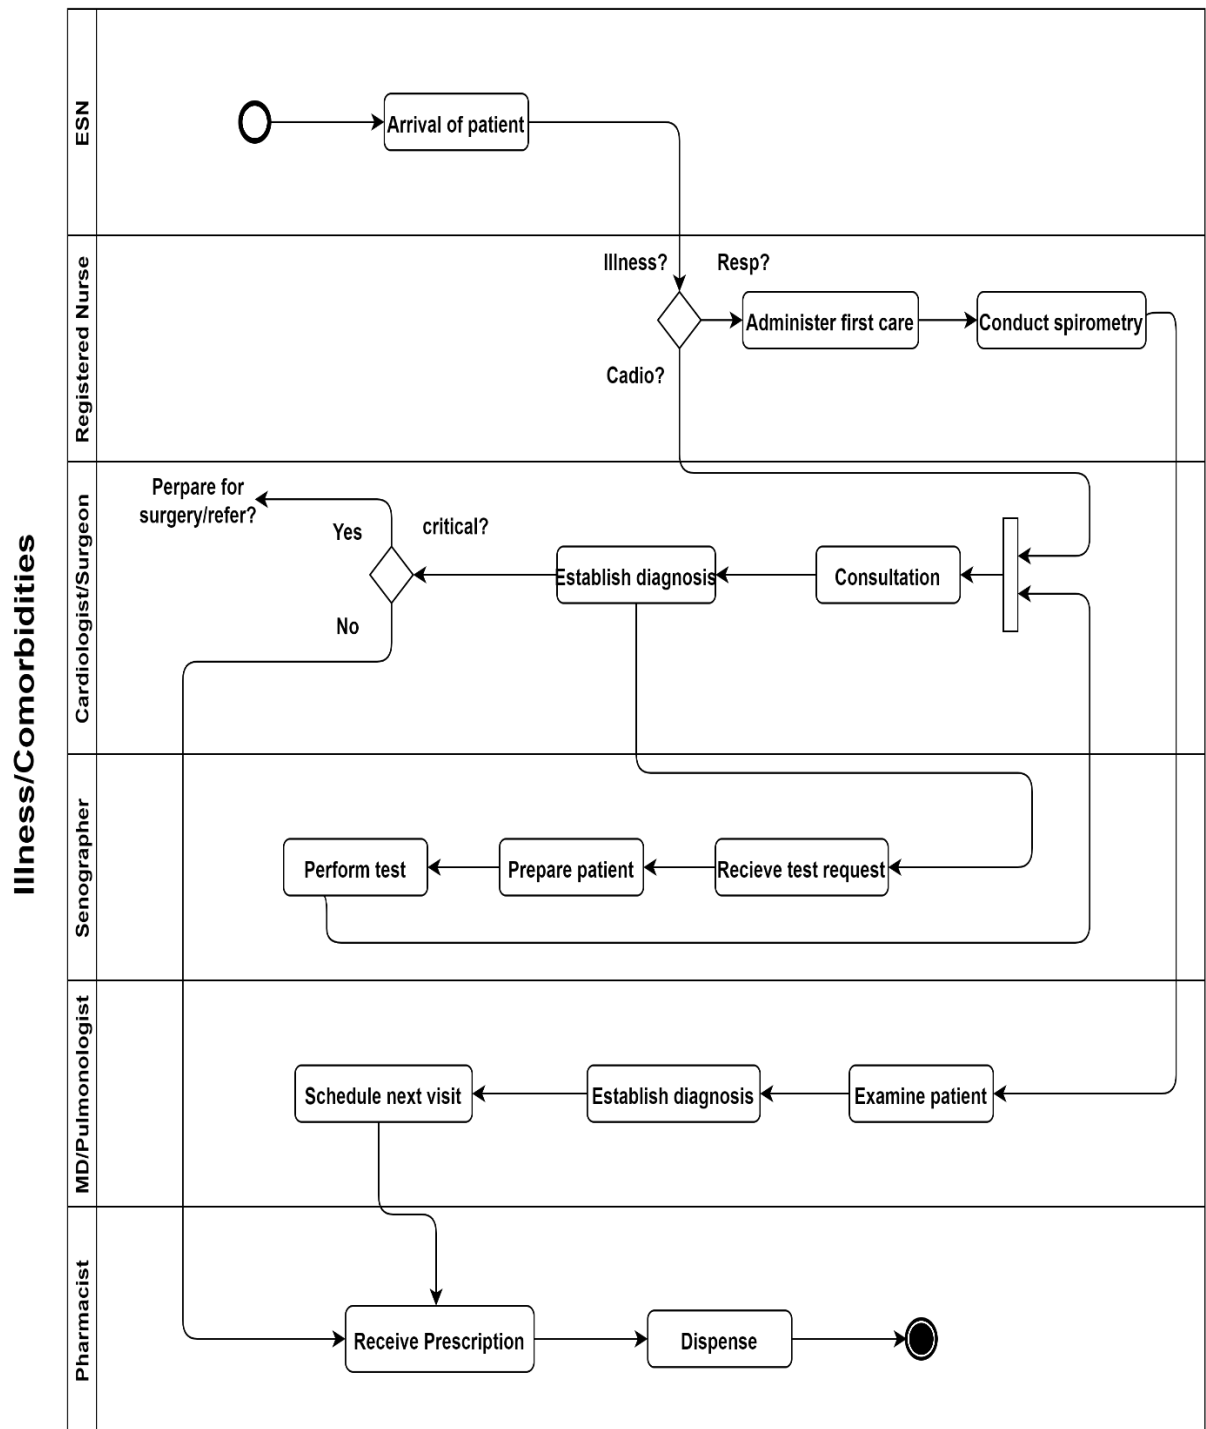 Illness/Comorbidities
ESN
Arrival of patient
Registered Nurse
Illness?
Resp?
Administer first care
Conduct spirometry
Cadio?
Cardiologist/Surgeon
Perpare for
surgery/refer?
Yes
critical?
Establish diagnosis
Consultation
No
Senographer
Perform test
Prepare patient
Recieve test request
MD/Pulmonologist
Schedule next visit
Establish diagnosis
Examine patient
Pharmacist
Receive Prescription
Dispense